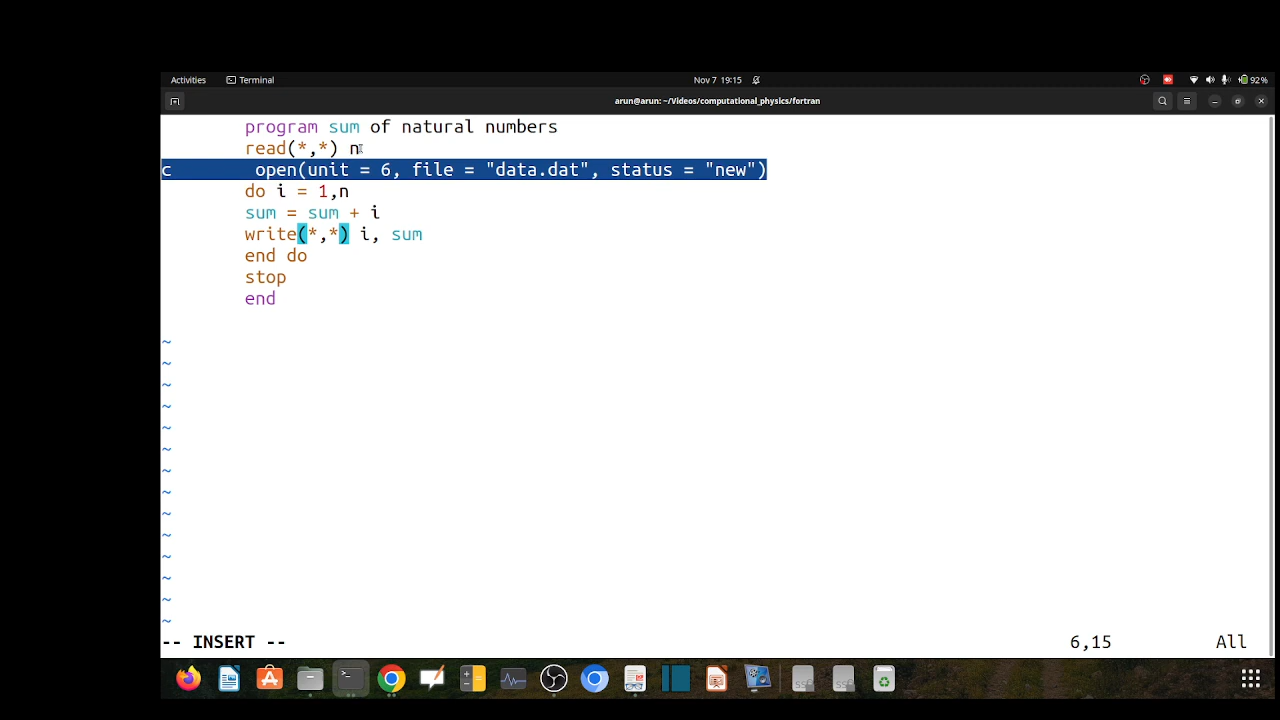 Activities Terminal Nov 7 19:15 92%
arun@arun: ~/Videos/computational_physics/fortran
program sum of natural numbers
read(*,*) n
c open(unit = 6, file = "data.dat", status = "new")
do i = 1,n
sum = sum + i
write(*,*) i, sum
end do
stop
end
~
~
~
~
~
~
~
~
~
~
~
~
~
~
-- INSERT -- 6,15 All